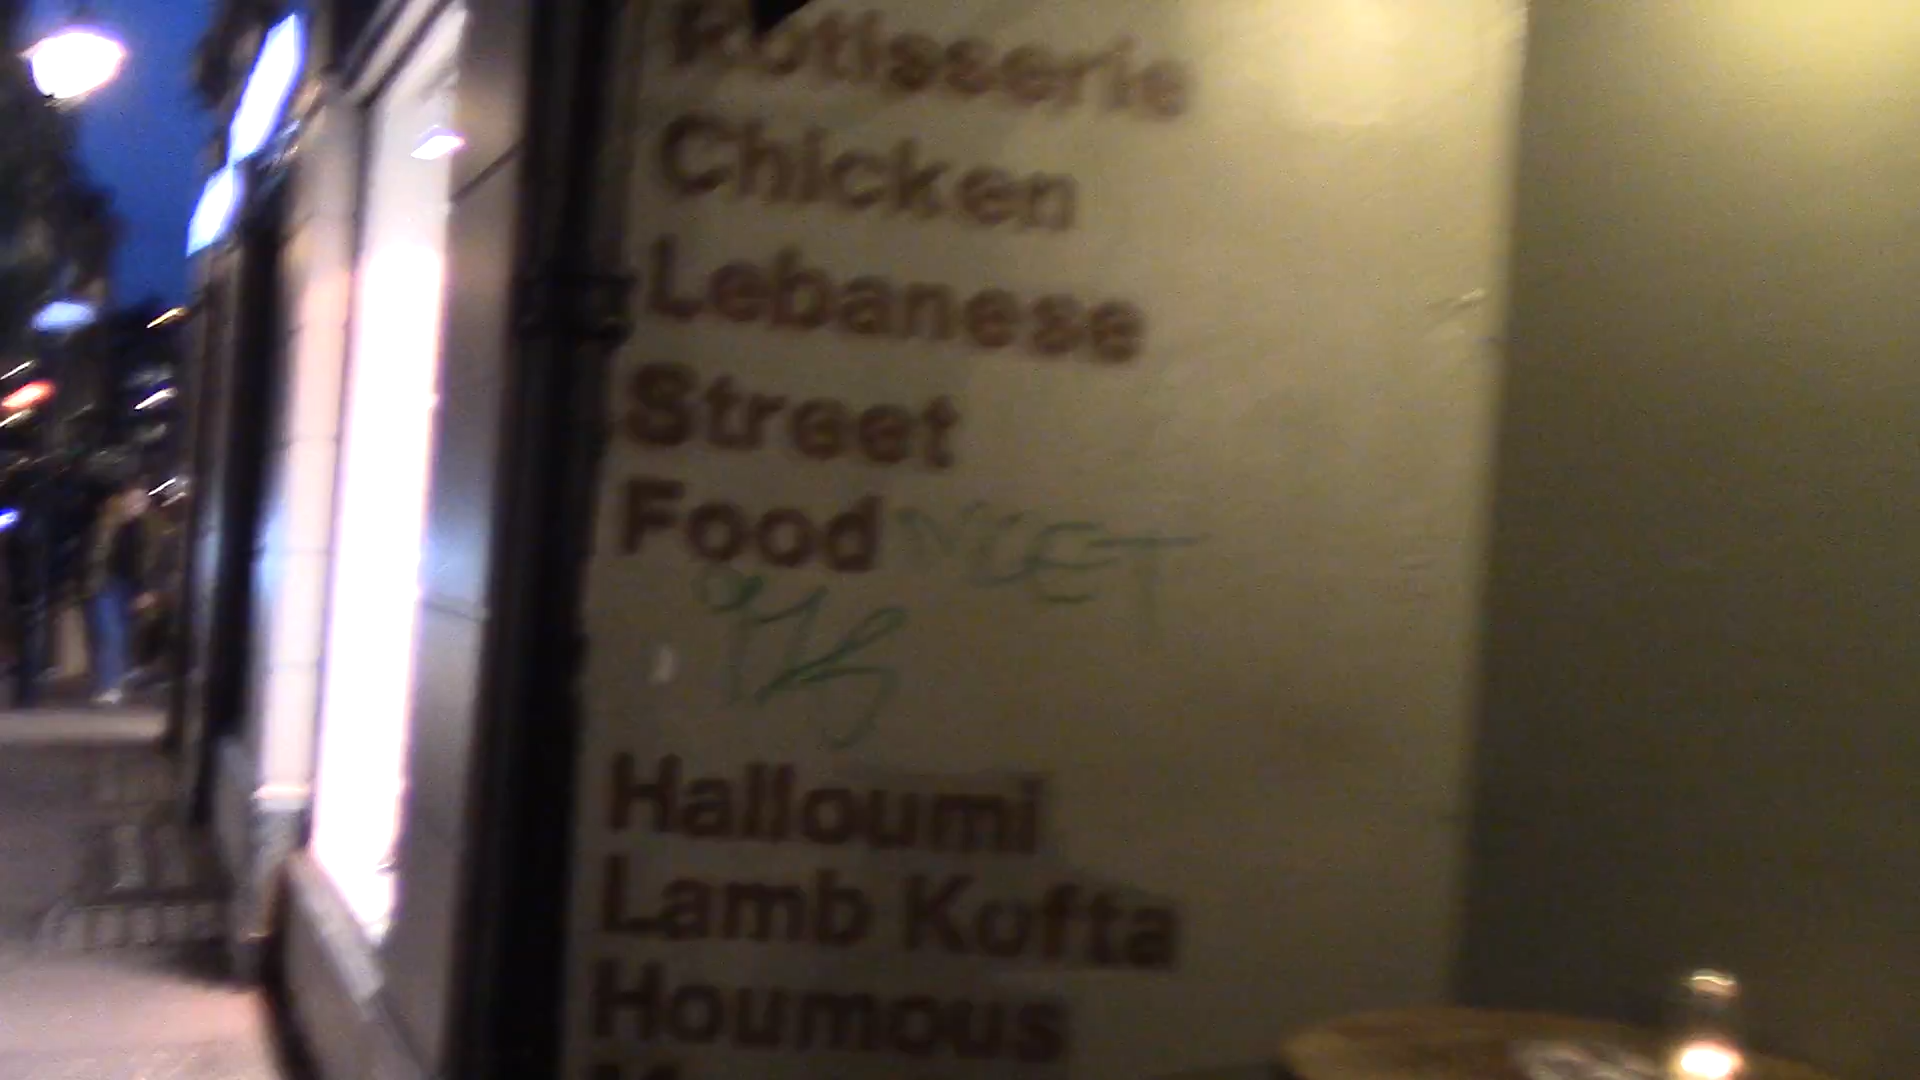 Rotisserie
Chicken
Lebanese
Street
Food
Halloumi
Lamb Kofta
Houmous